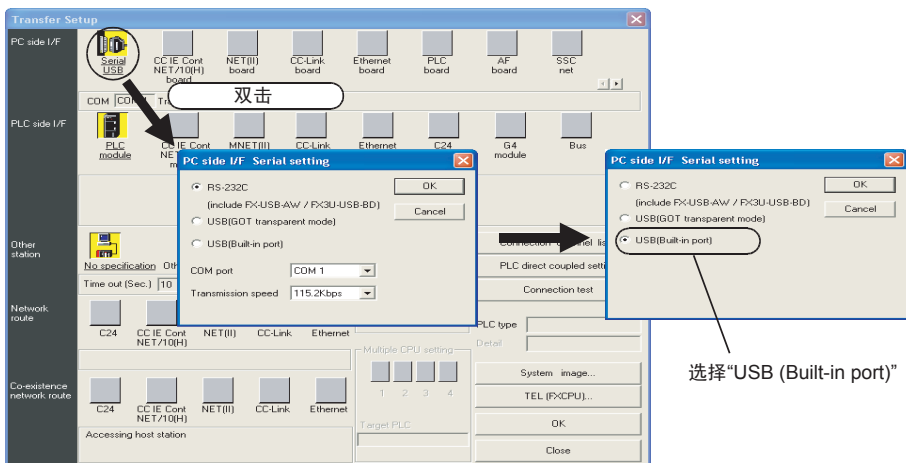 Transfer Setup
PC side I/F
Serial
USB
CC IE Cont
NET/10(H)
board
NET(II)
board
CC-Link
board
Ethernet
board
PLC
board
AF
board
SSC
net
COM
双击
PLC side I/F
PLC
module
CC IE Cont
MNET(II)
CC-Link
Ethernet
C24
G4
module
Bus
PC side I/F Serial setting
RS-232C
(include FX-USB-AW / FX3U-USB-BD)
USB(GOT transparent mode)
USB(Built-in port)
COM port
COM 1
Transmission speed
115.2Kbps
OK
Cancel
PC side I/F Serial setting
RS-232C
(include FX-USB-AW / FX3U-USB-BD)
USB(GOT transparent mode)
USB(Built-in port)
OK
Cancel
选择“USB (Built-in port)”
Other
station
No specification
Time out (Sec.)
10
PLC direct coupled
Connection test
PLC type
Detail
Network
route
C24
CC IE Cont
NET/10(H)
NET(II)
CC-Link
Ethernet
Multiple CPU setting
1 2 3 4
Target PLC
System image...
TEL (FXCPU)...
OK
Close
Co-existence
network route
C24
CC IE Cont
NET/10(H)
NET(II)
CC-Link
Ethernet
Accessing host station